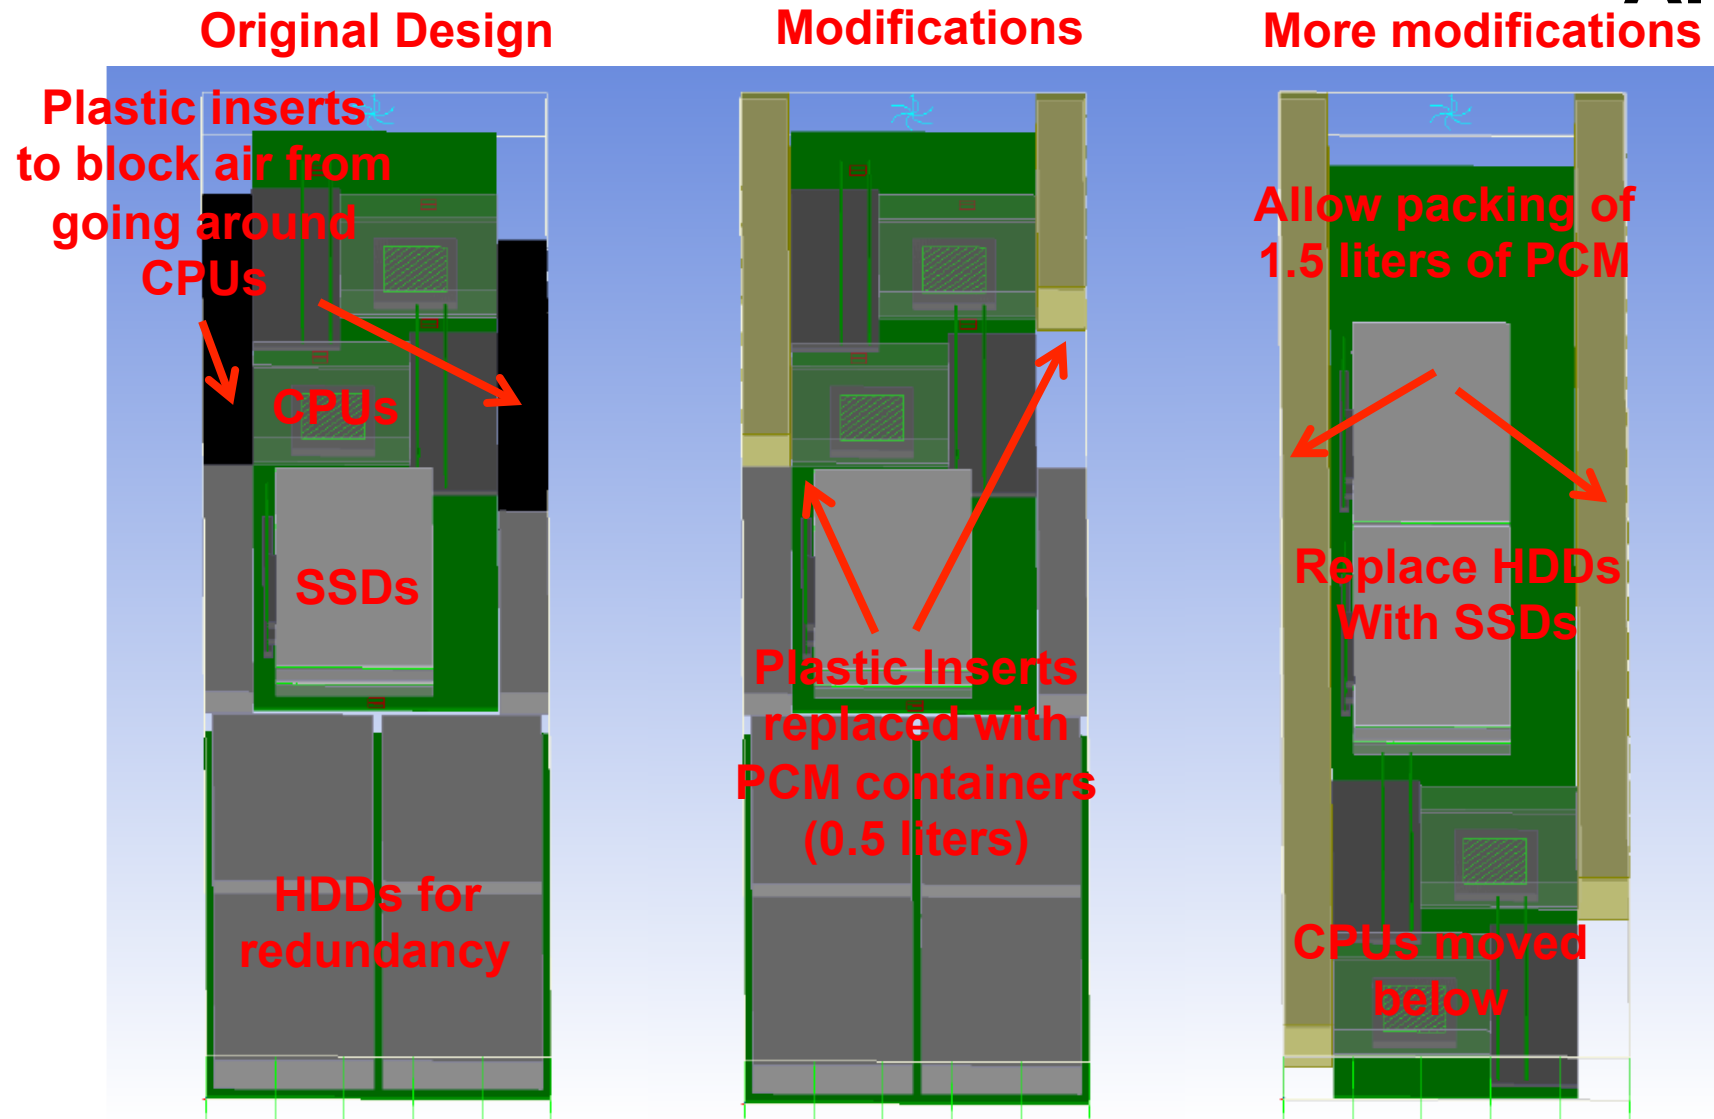 Original Design
Modifications
More modifications
Plastic inserts
to block air from
going around
CPUs
CPUs
SSDs
HDDs for
redundancy
Plastic Inserts
replaced with
PCM containers
(0.5 liters)
Allow packing of
1.5 liters of PCM
Replace HDDs
With SSDs
CPUs moved
below